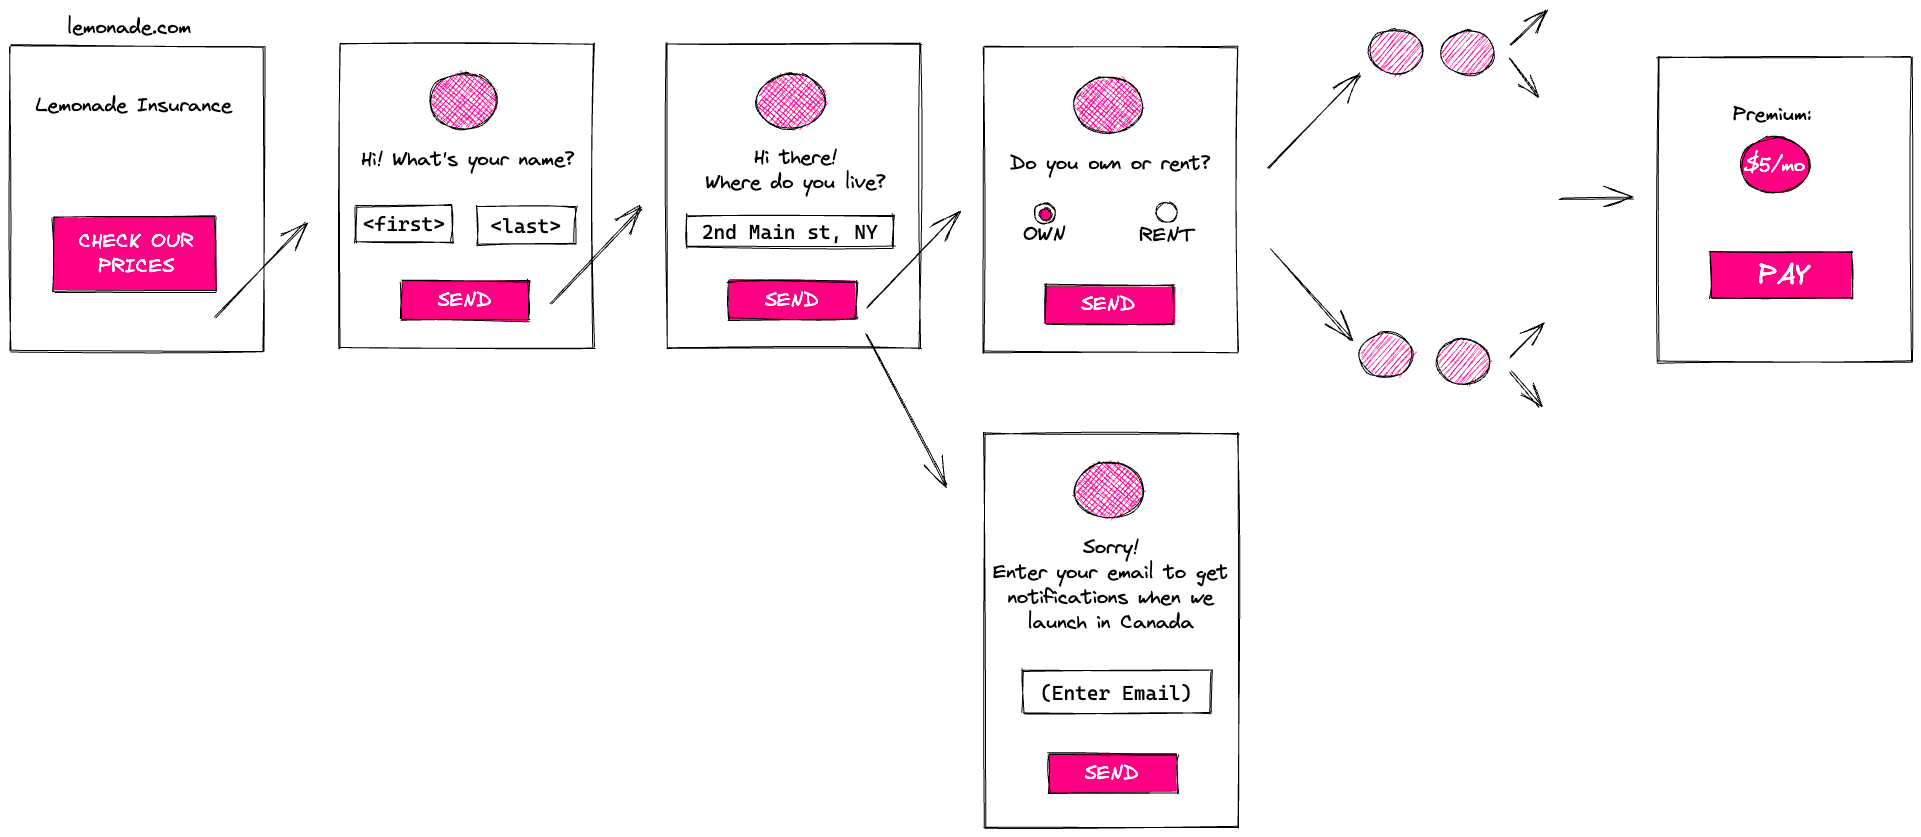 lemonade.com
Lemonade Insurance
CHECK OUR
PRICES
Hi! What's your name?
<first>
<last>
SEND
Hi there!
Where do you live?
2nd Main st, NY
SEND
Do you own or rent?
OWN
RENT
SEND
Sorry!
Enter your email to get
notifications when we
launch in Canada
(Enter Email)
SEND
Premium:
$5/mo
PAY